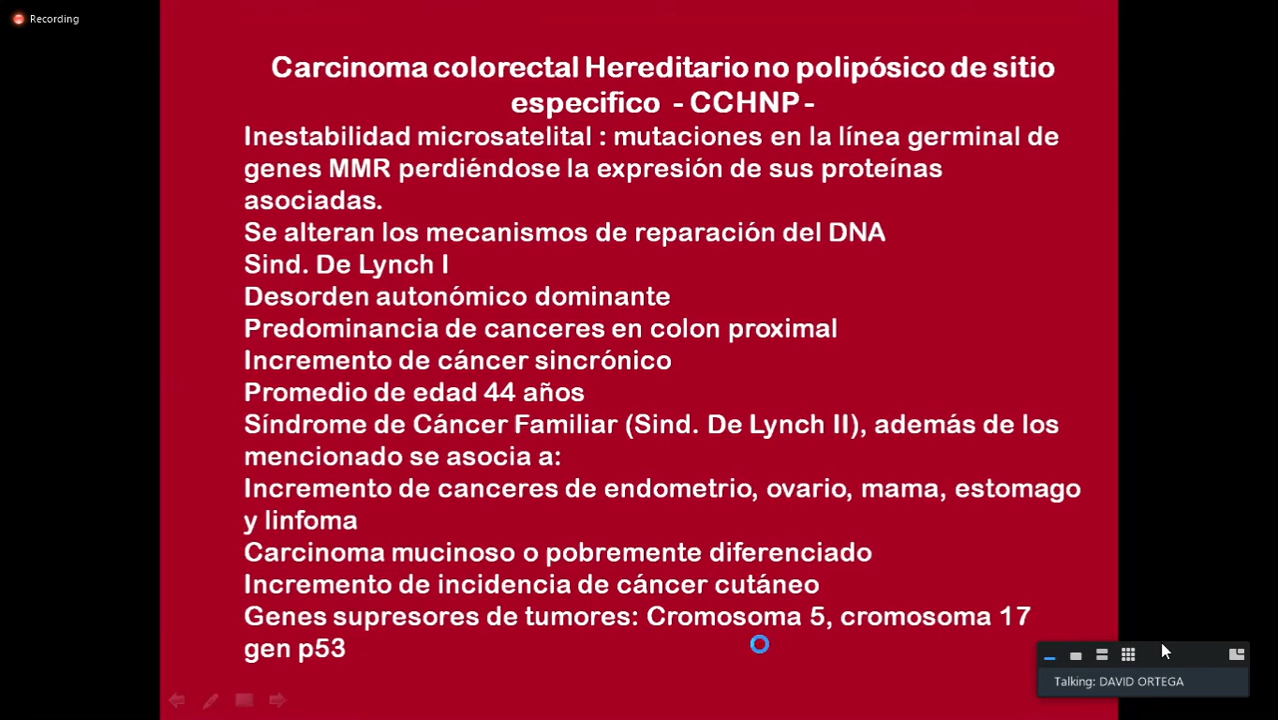 Recording
Carcinoma colorectal Hereditario no polipósico de sitio
especifico - CCHNP -
Inestabilidad microsatelital : mutaciones en la línea germinal de
genes MMR perdiéndose la expresión de sus proteínas
asociadas.
Se alteran los mecanismos de reparación del DNA
Sind. De Lynch I
Desorden autonómico dominante
Predominancia de canceres en colon proximal
Incremento de cáncer sincrónico
Promedio de edad 44 años
Síndrome de Cáncer Familiar (Sind. De Lynch II), además de los
mencionado se asocia a:
Incremento de canceres de endometrio, ovario, mama, estomago
y linfoma
Carcinoma mucinoso o pobremente diferenciado
Incremento de incidencia de cáncer cutáneo
Genes supresores de tumores: Cromosoma 5, cromosoma 17
gen p53
Talking: DAVID ORTEGA